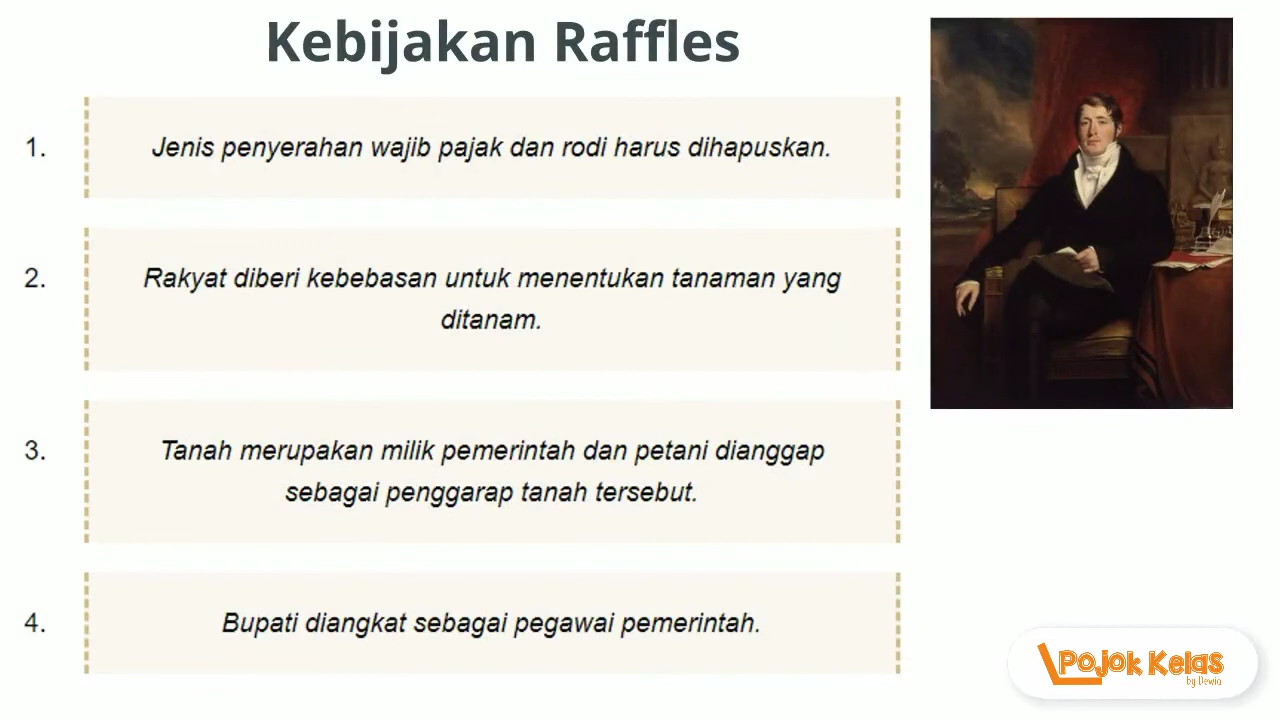 Kebijakan Raffles
1.
Jenis penyerahan wajib pajak dan rodi harus dihapuskan.
2.
Rakyat diberi kebebasan untuk menentukan tanaman yang
ditanam.
3.
Tanah merupakan milik pemerintah dan petani dianggap
sebagai penggarap tanah tersebut.
4.
Bupati diangkat sebagai pegawai pemerintah.
Pojok Kelas
by Dewia